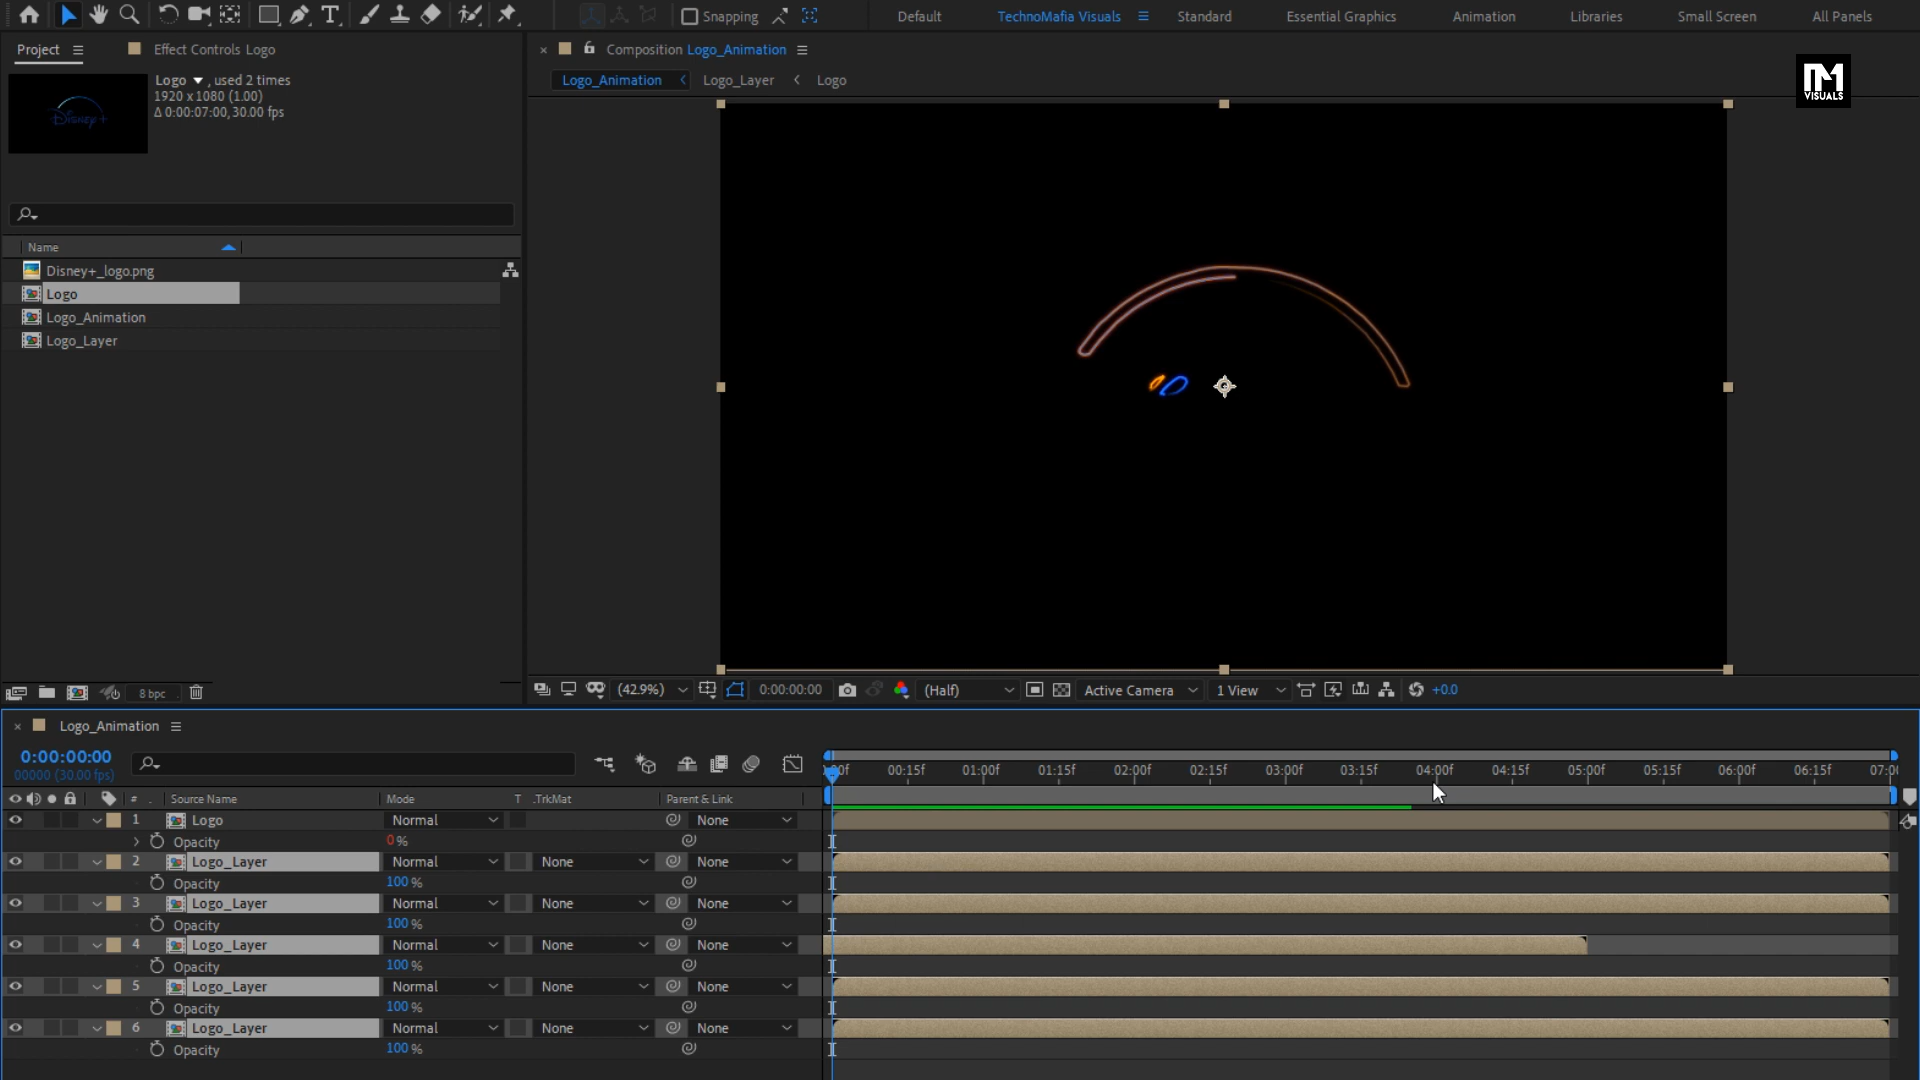 Snapping
Default
TechnoMafia Visuals
Standard
Essential Graphics
Animation
Libraries
Small Screen
All Panels
Project
Effect Controls Logo
Composition Logo_Animation
Logo_Animation
Logo_Layer
Logo
VISUALS
Logo , used 2 times
1920 x 1080 (1.00)
Δ 0:00:07:00, 30.00 fps
Disney+
Name
Disney+_logo.png
Logo
Logo_Animation
Logo_Layer
8 bpc
(42.9%)
0:00:00:00
(Half)
Active Camera
1 View
+0.0
Logo_Animation
0:00:00:00
00000 (30.00 fps)
00:15f 01:00f 01:15f 02:00f 02:15f 03:00f 03:15f 04:00f 04:15f 05:00f 05:15f 06:00f 06:15f
# Source Name Mode T .TrkMat Parent & Link
1 Logo Normal None
Opacity 0 %
2 Logo_Layer Normal None None
Opacity 100 %
3 Logo_Layer Normal None None
Opacity 100 %
4 Logo_Layer Normal None None
Opacity 100 %
5 Logo_Layer Normal None None
Opacity 100 %
6 Logo_Layer Normal None None
Opacity 100 %